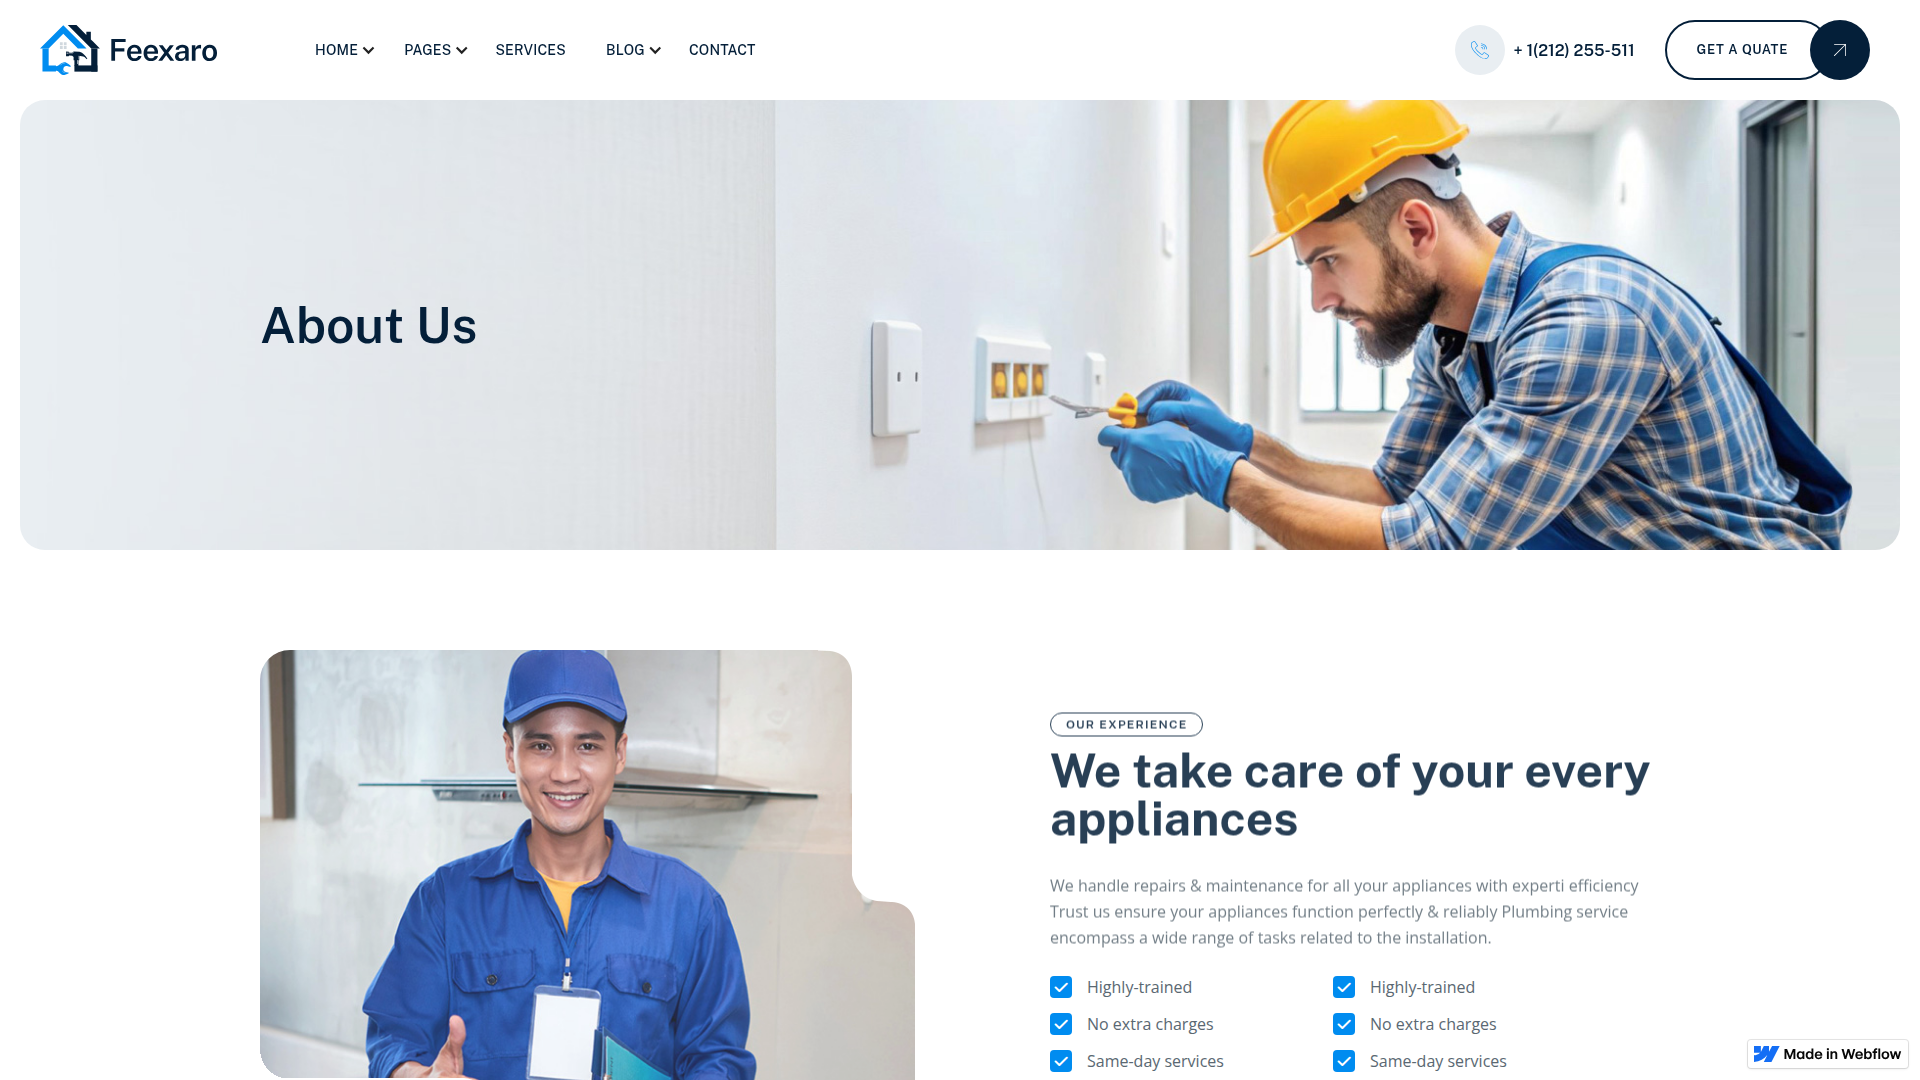 Feexaro
HOME
PAGES
SERVICES
BLOG
CONTACT
+ 1(212) 255-511
GET A QUATE
About Us
OUR EXPERIENCE
We take care of your every
appliances
We handle repairs & maintenance for all your appliances with experti efficiency
Trust us ensure your appliances function perfectly & reliably Plumbing service
encompass a wide range of tasks related to the installation.
Highly-trained
Highly-trained
No extra charges
No extra charges
Same-day services
Same-day services
Made in Webflow